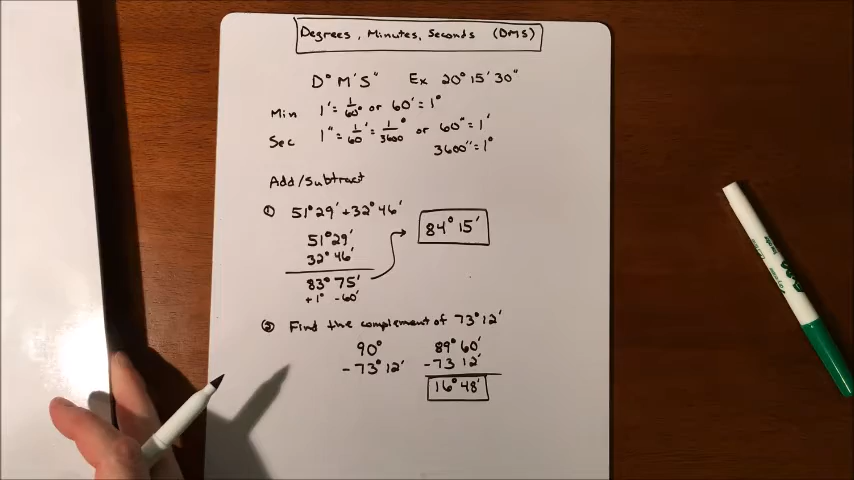 Degrees, Minutes, Seconds (DMS)
D° M' S" Ex 20° 15' 30"
Min 1' = 1/60° or 60' = 1°
Sec 1" = 1/60' = 1/3600° or 60" = 1'
3600" = 1°
Add/Subtract
① 51° 29' + 32° 46'
84° 15'
51° 29'
32° 46'
83° 75'
+1° -60'
② Find the complement of 73° 12'
90° 89° 60'
- 73° 12' - 73 12'
16° 48'